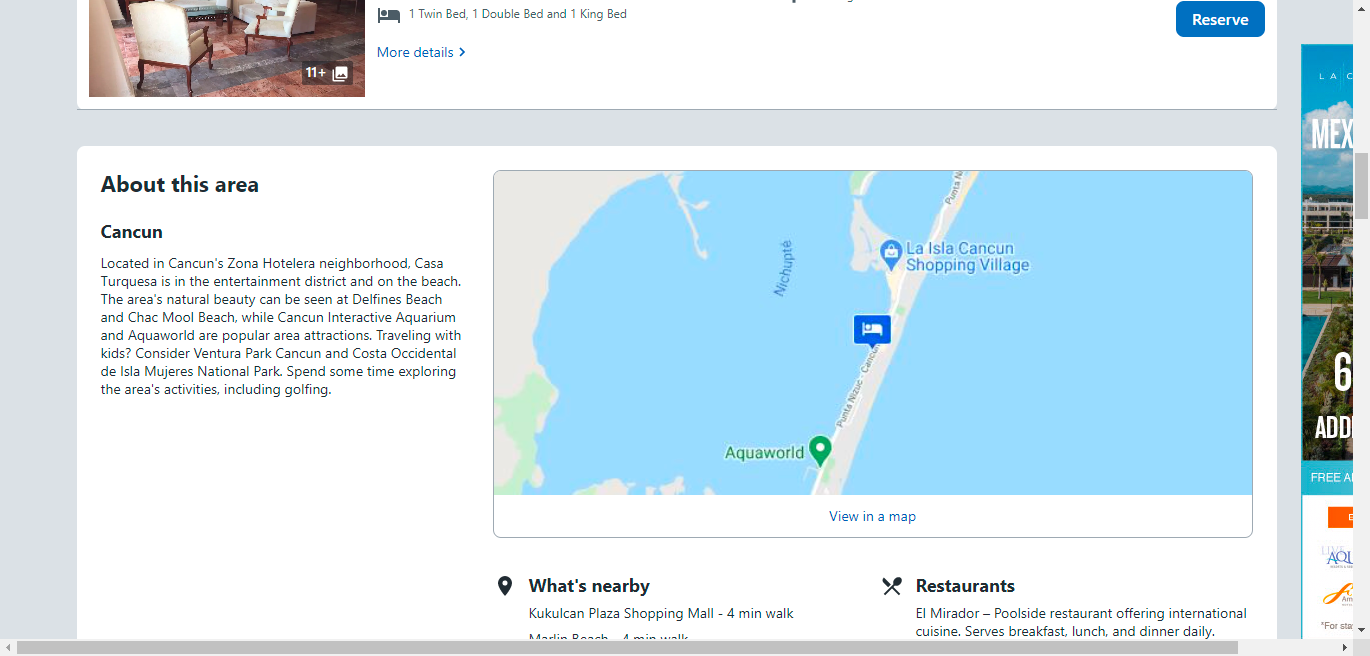 1 Twin Bed, 1 Double Bed and 1 King Bed
Reserve
More details
11+
About this area
Cancun
Located in Cancun's Zona Hotelera neighborhood, Casa
Turquesa is in the entertainment district and on the beach.
The area's natural beauty can be seen at Delfines Beach
and Chac Mool Beach, while Cancun Interactive Aquarium
and Aquaworld are popular area attractions. Traveling with
kids? Consider Ventura Park Cancun and Costa Occidental
de Isla Mujeres National Park. Spend some time exploring
the area's activities, including golfing.
Punta Ni
La Isla Cancun
Shopping Village
Nichupté
Punta Nizuc - Cancún
Aquaworld
View in a map
What's nearby
Kukulcan Plaza Shopping Mall - 4 min walk
Marlin Beach - 4 min walk
Restaurants
El Mirador – Poolside restaurant offering international
cuisine. Serves breakfast, lunch, and dinner daily.
LA C
MEX
6
ADD
FREE A
AQU
Am
*For sta